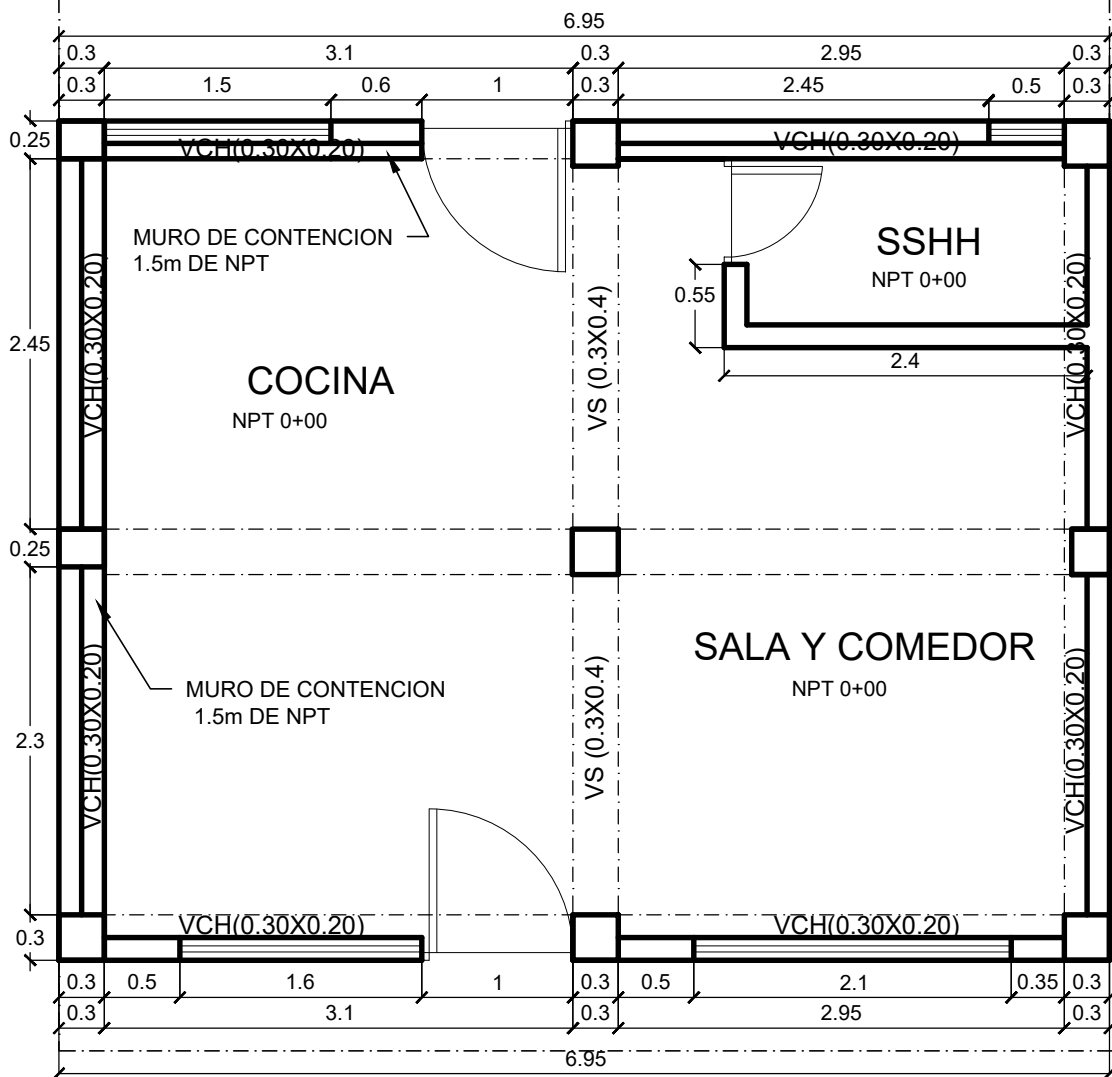 6.95
0.3 3.1 0.3 2.95 0.3
0.3 1.5 0.6 1 0.3 2.45 0.5 0.3
0.25
VCH(0.30X0.20)
VCH(0.30X0.20)
MURO DE CONTENCION
1.5m DE NPT
SSHH
NPT 0+00
VCH(0.30X0.20)
VS (0.3X0.4)
0.55
VCH(0.30X0.20)
2.45
2.4
COCINA
NPT 0+00
0.25
SALA Y COMEDOR
NPT 0+00
MURO DE CONTENCION
1.5m DE NPT
VCH(0.30X0.20)
VS (0.3X0.4)
VCH(0.30X0.20)
2.3
VCH(0.30X0.20)
VCH(0.30X0.20)
0.3
0.3 0.5 1.6 1 0.3 0.5 2.1 0.35 0.3
0.3 3.1 0.3 2.95 0.3
6.95